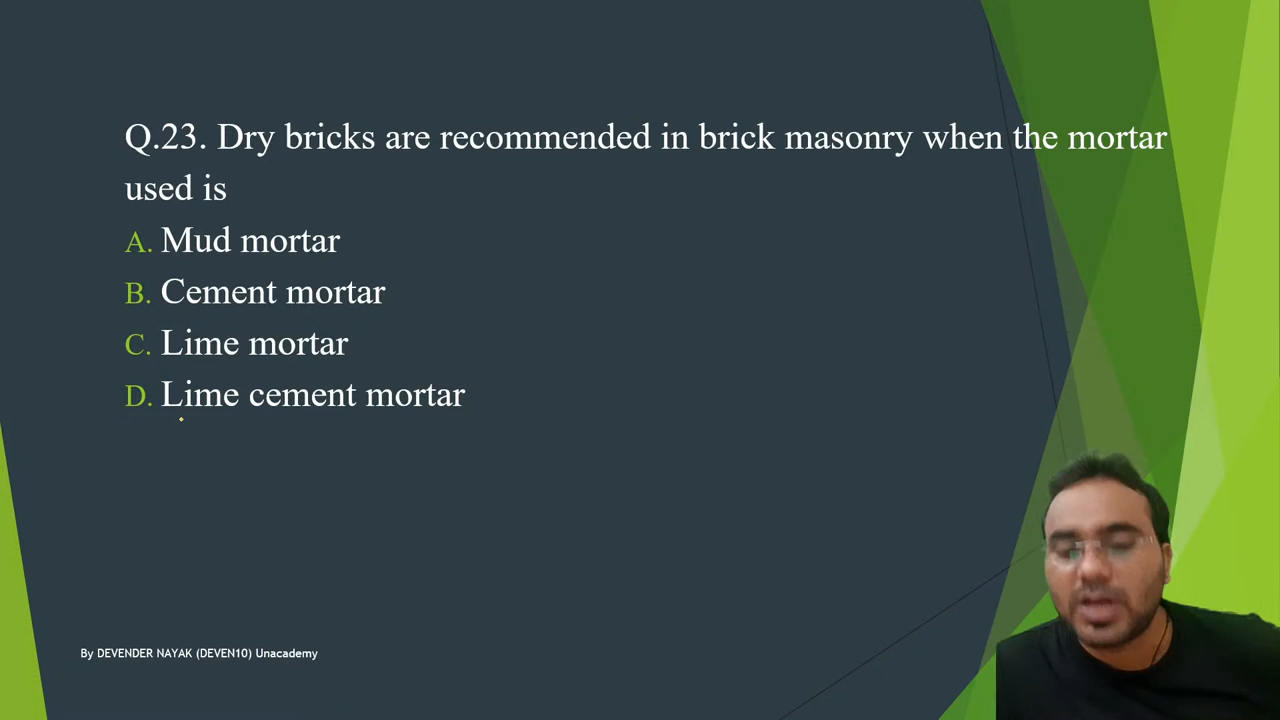 Q.23. Dry bricks are recommended in brick masonry when the mortar
used is
A. Mud mortar
B. Cement mortar
C. Lime mortar
D. Lime cement mortar
By DEVENDER NAYAK (DEVEN10) Unacademy